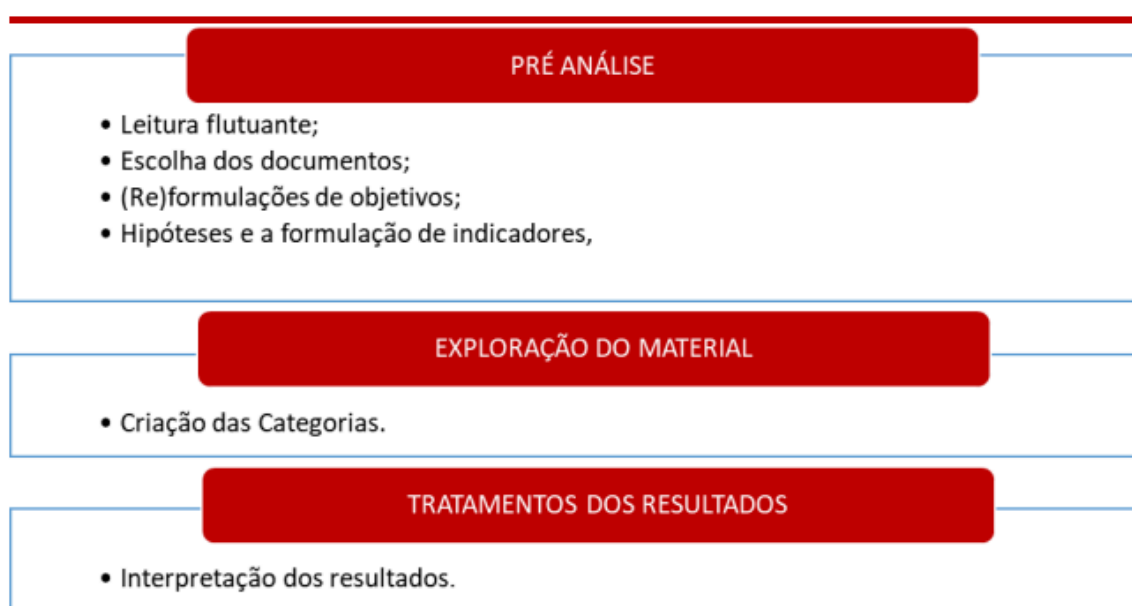 PRÉ ANÁLISE
• Leitura flutuante;
• Escolha dos documentos;
• (Re)formulações de objetivos;
• Hipóteses e a formulação de indicadores,
EXPLORAÇÃO DO MATERIAL
• Criação das Categorias.
TRATAMENTOS DOS RESULTADOS
• Interpretação dos resultados.